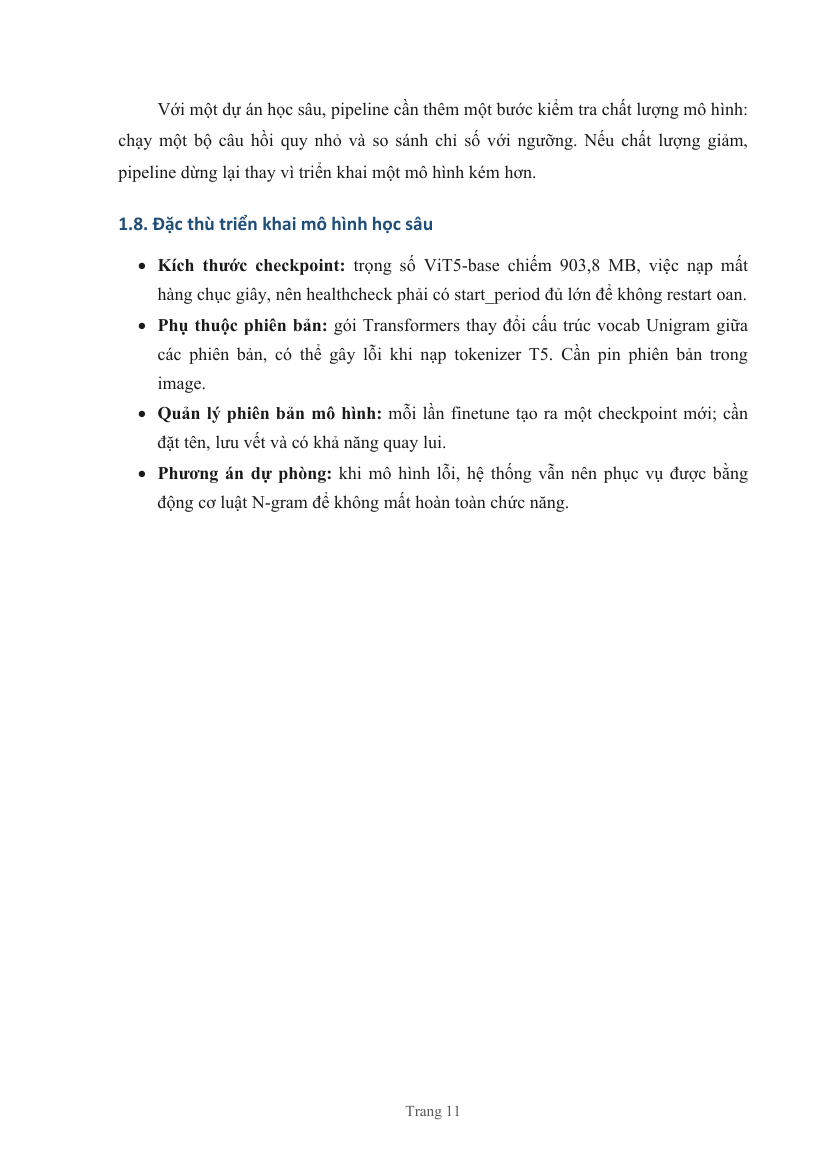 Với một dự án học sâu, pipeline cần thêm một bước kiểm tra chất lượng mô hình:
chạy một bộ câu hồi quy nhỏ và so sánh chỉ số với ngưỡng. Nếu chất lượng giảm,
pipeline dừng lại thay vì triển khai một mô hình kém hơn.
1.8. Đặc thù triển khai mô hình học sâu
• Kích thước checkpoint: trọng số ViT5-base chiếm 903,8 MB, việc nạp mất
hàng chục giây, nên healthcheck phải có start_period đủ lớn để không restart oan.
• Phụ thuộc phiên bản: gói Transformers thay đổi cấu trúc vocab Unigram giữa
các phiên bản, có thể gây lỗi khi nạp tokenizer T5. Cần pin phiên bản trong
image.
• Quản lý phiên bản mô hình: mỗi lần finetune tạo ra một checkpoint mới; cần
đặt tên, lưu vết và có khả năng quay lui.
• Phương án dự phòng: khi mô hình lỗi, hệ thống vẫn nên phục vụ được bằng
động cơ luật N-gram để không mất hoàn toàn chức năng.
Trang 11